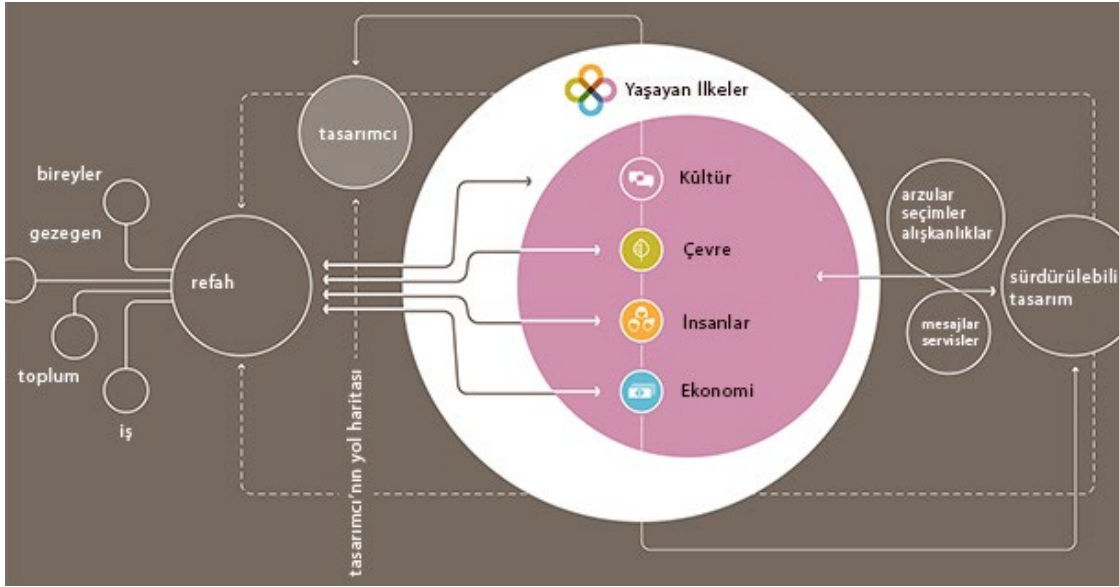 Yaşayan İlkeler
tasarımcı
bireyler
gezegen
refah
toplum
iş
tasarımcı'nın yol haritası
Kültür
Çevre
İnsanlar
Ekonomi
arzular
seçimler
alışkanlıklar
mesajlar
servisler
sürdürülebili
tasarım